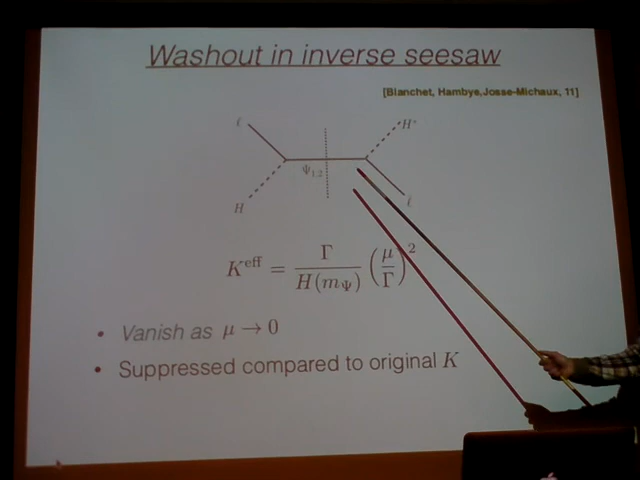 Washout in inverse seesaw
[Blanchet, Hambye,Josse-Michaux, 11]
ℓ H*
Ψ₁,₂
H ℓ
K^eff = Γ / H(m_Ψ) (μ / Γ)²
• Vanish as μ → 0
• Suppressed compared to original K